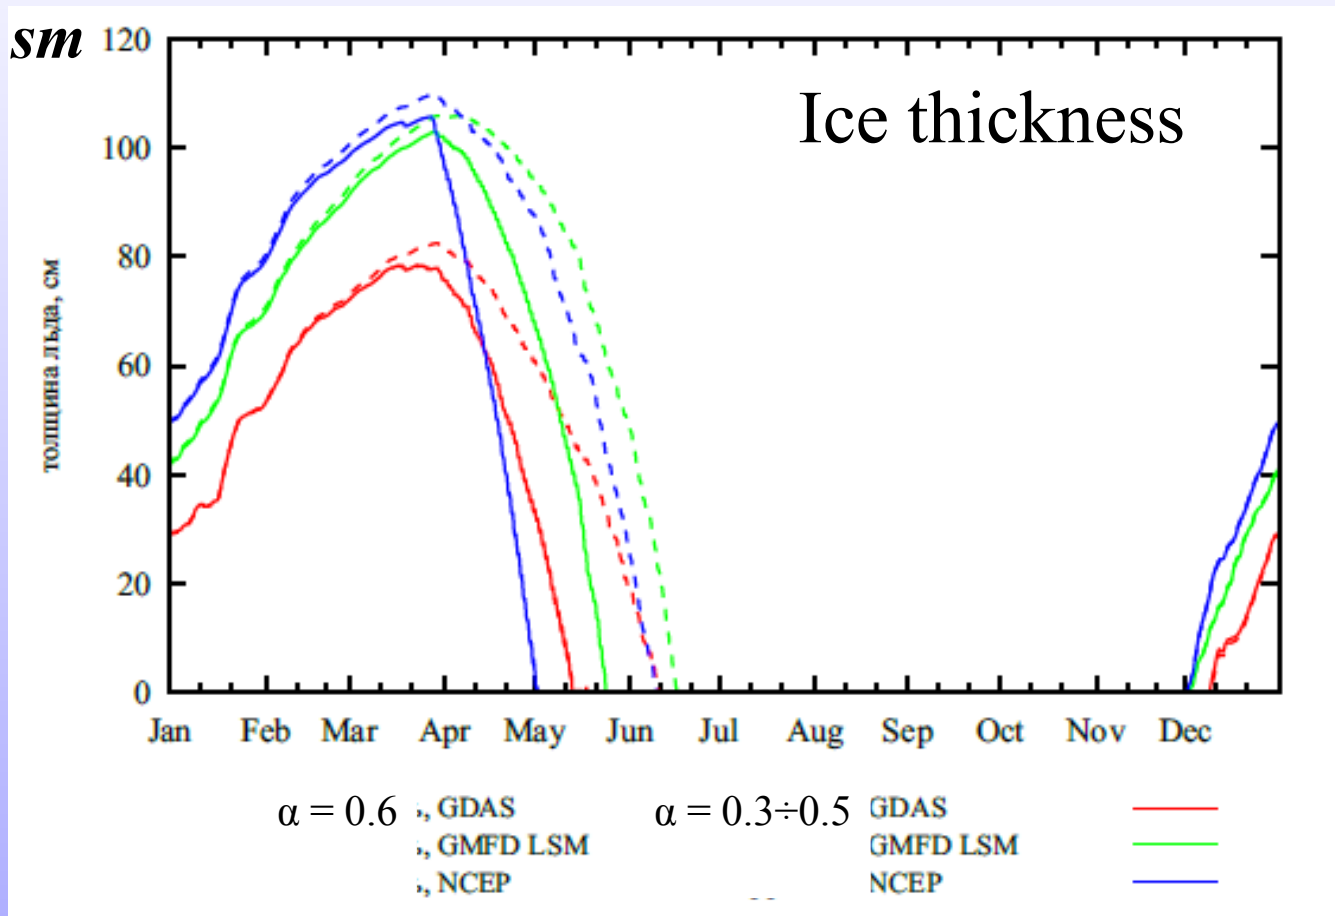 sm
120
Ice thickness
100
80
60
40
20
0
толщина льда, см
Jan Feb Mar Apr May Jun Jul Aug Sep Oct Nov Dec
α = 0.6 , GDAS α = 0.3÷0.5 GDAS
, GMFD LSM GMFD LSM
, NCEP NCEP